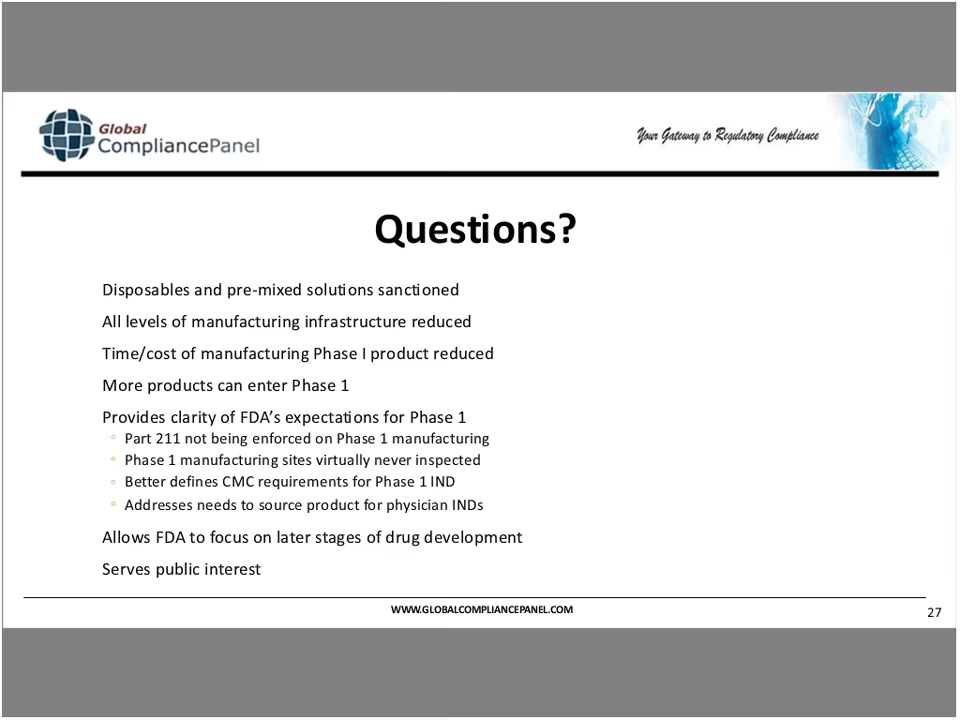 Global
CompliancePanel
Your Gateway to Regulatory Compliance
Questions?
Disposables and pre-mixed solutions sanctioned
All levels of manufacturing infrastructure reduced
Time/cost of manufacturing Phase I product reduced
More products can enter Phase 1
Provides clarity of FDA's expectations for Phase 1
Part 211 not being enforced on Phase 1 manufacturing
Phase 1 manufacturing sites virtually never inspected
Better defines CMC requirements for Phase 1 IND
Addresses needs to source product for physician INDs
Allows FDA to focus on later stages of drug development
Serves public interest
WWW.GLOBALCOMPLIANCEPANEL.COM
27